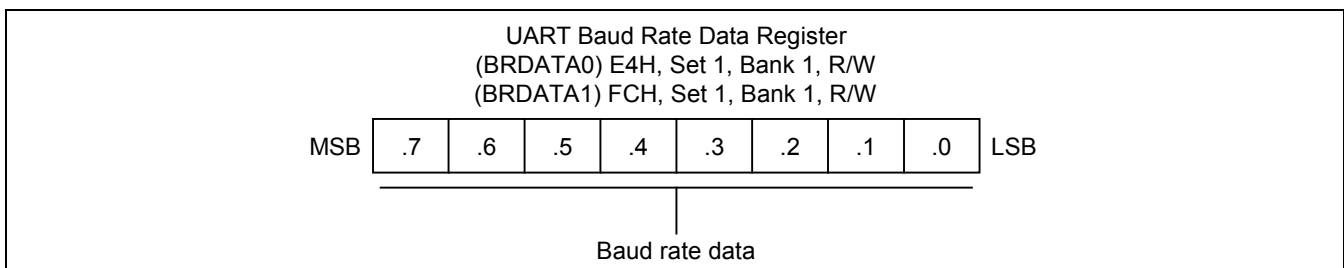 UART Baud Rate Data Register
(BRDATA0) E4H, Set 1, Bank 1, R/W
(BRDATA1) FCH, Set 1, Bank 1, R/W
MSB .7 .6 .5 .4 .3 .2 .1 .0 LSB
Baud rate data